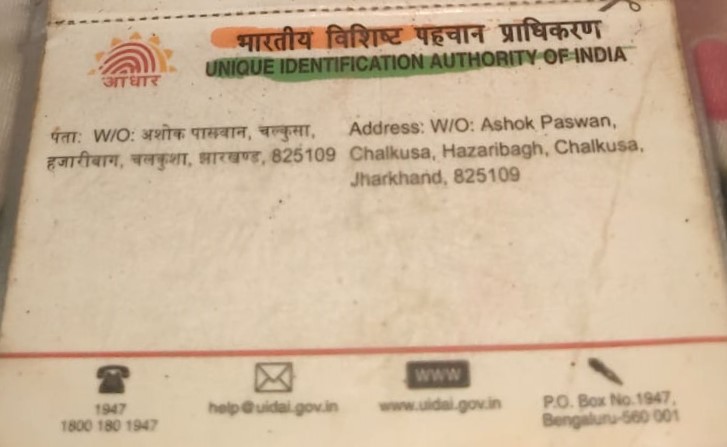 भारतीय विशिष्ट पहचान प्राधिकरण
UNIQUE IDENTIFICATION AUTHORITY OF INDIA
आधार
पता: W/O: अशोक पासवान, चल्कुसा,
हजारीबाग, चलकुशा, झारखण्ड, 825109
Address: W/O: Ashok Paswan,
Chalkusa, Hazaribagh, Chalkusa,
Jharkhand, 825109
1947
1800 180 1947
help@uidai.gov.in
WWW
www.uidai.gov.in
P.O. Box No.1947,
Bengaluru-560 001